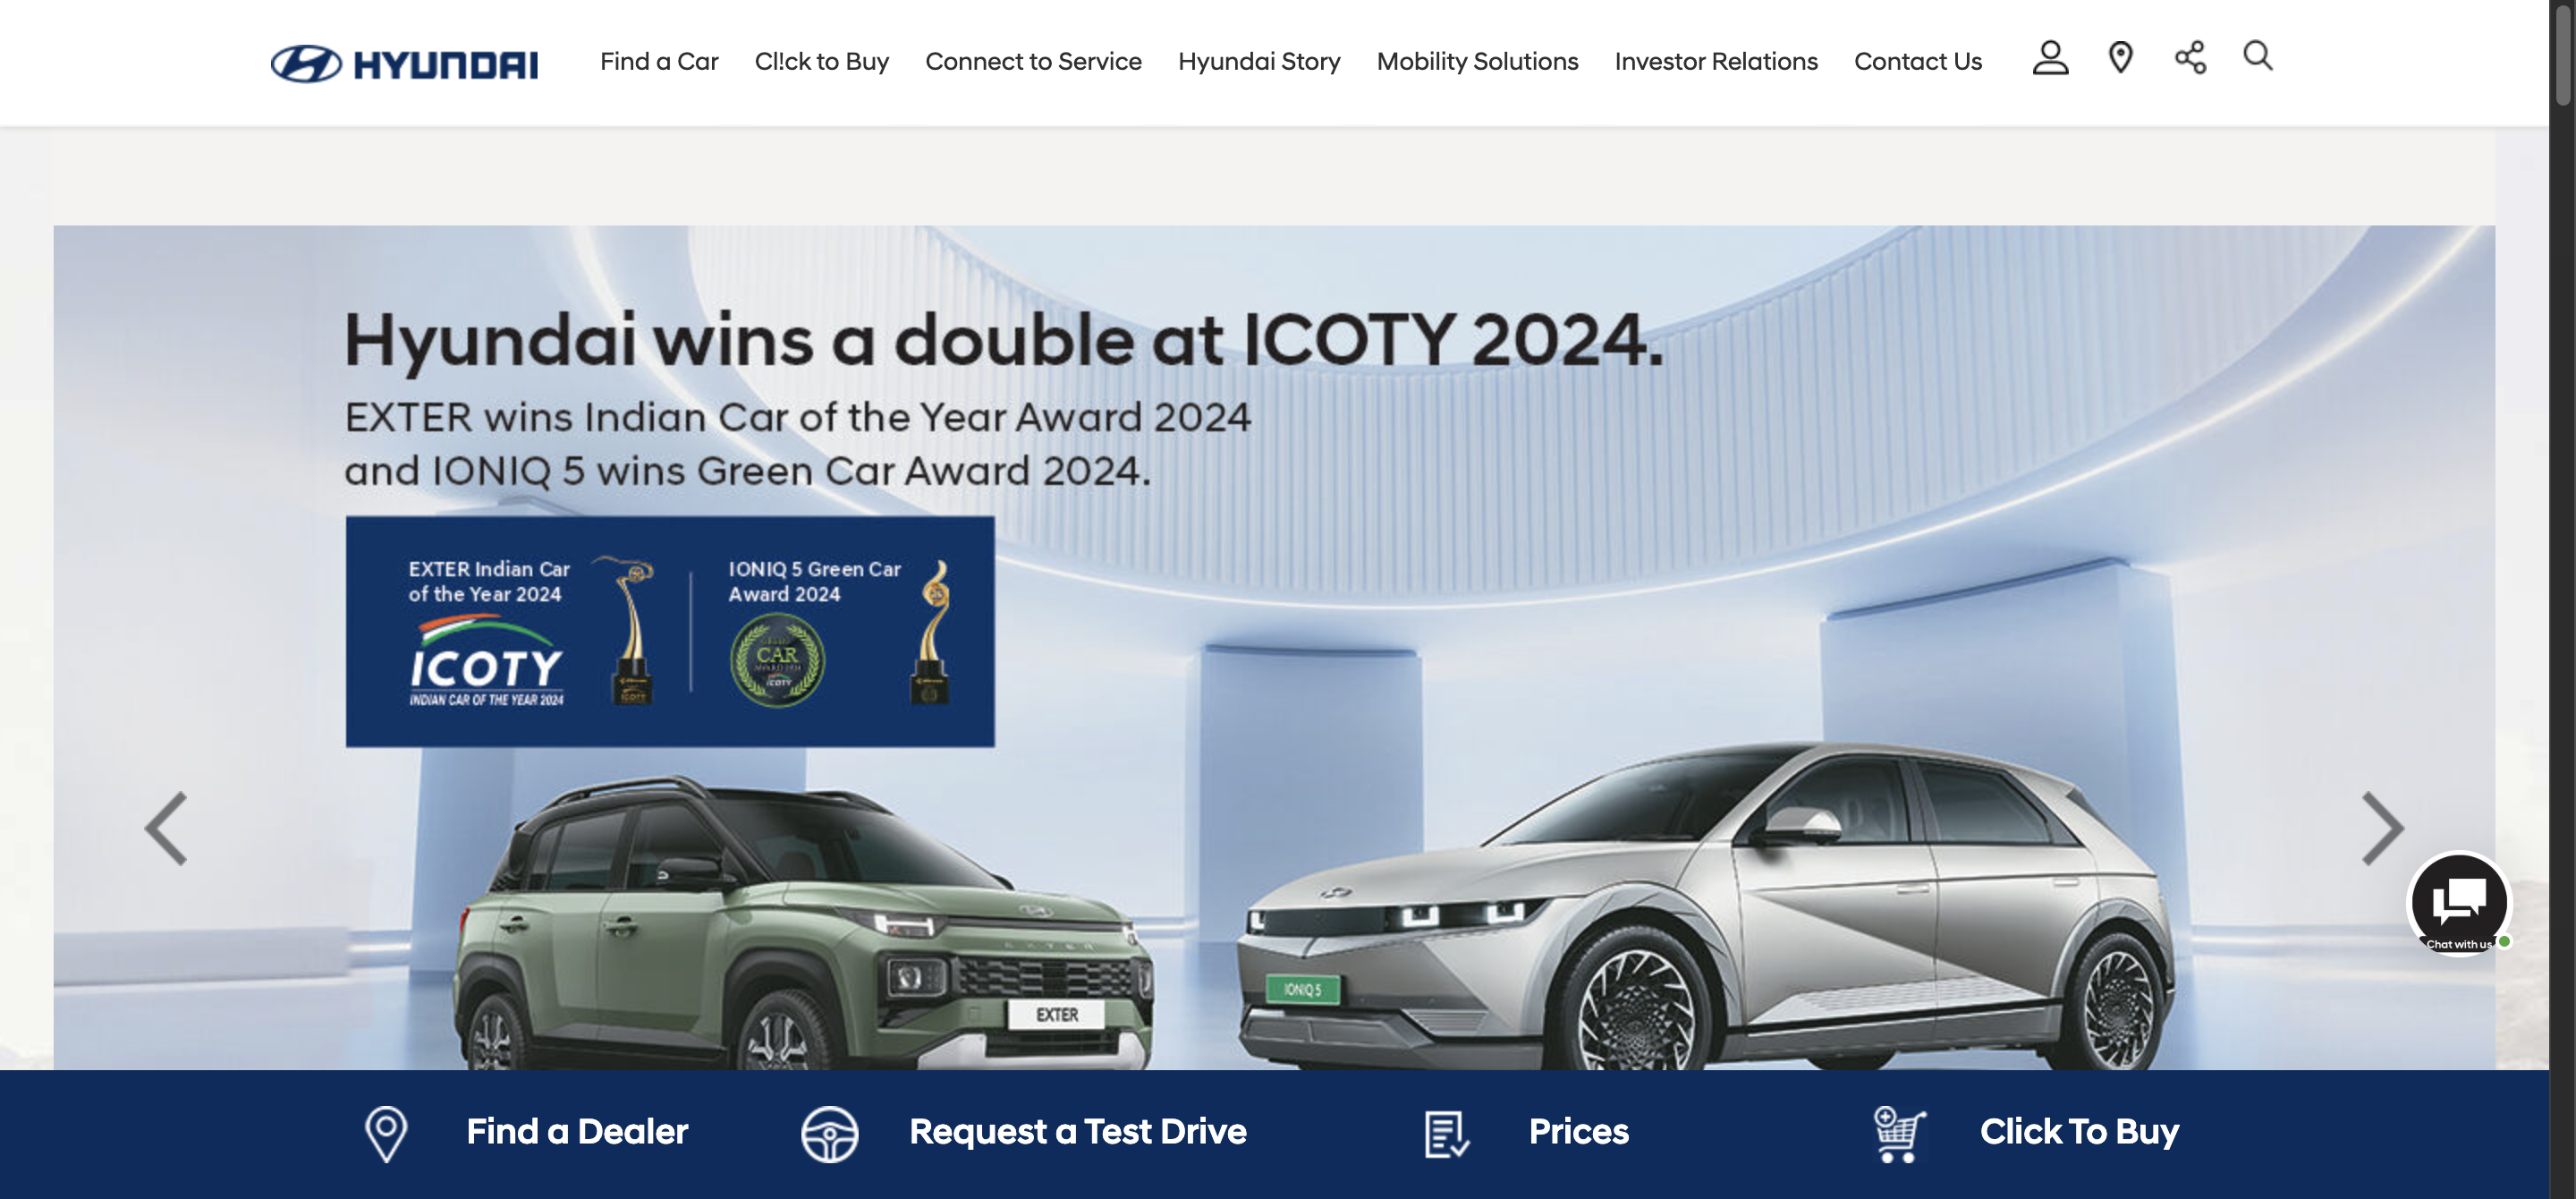 HYUNDAI
Find a Car
Cl!ck to Buy
Connect to Service
Hyundai Story
Mobility Solutions
Investor Relations
Contact Us
Hyundai wins a double at ICOTY 2024.
EXTER wins Indian Car of the Year Award 2024
and IONIQ 5 wins Green Car Award 2024.
EXTER Indian Car
of the Year 2024
ICOTY
INDIAN CAR OF THE YEAR 2024
IONIQ 5 Green Car
Award 2024
CAR
ICOTY
EXTER
EXTER
IONIQ 5
Chat with us
Find a Dealer
Request a Test Drive
Prices
Click To Buy